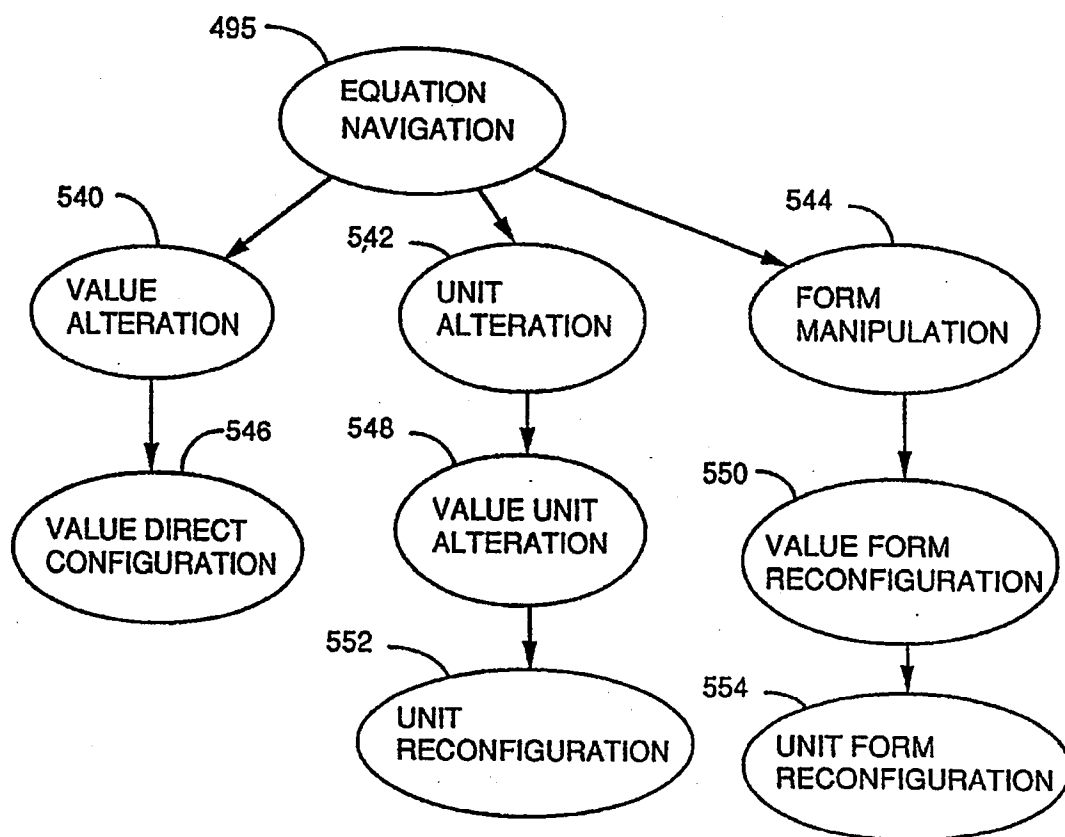 495
EQUATION
NAVIGATION
540
VALUE
ALTERATION
542
UNIT
ALTERATION
544
FORM
MANIPULATION
546
VALUE DIRECT
CONFIGURATION
548
VALUE UNIT
ALTERATION
550
VALUE FORM
RECONFIGURATION
552
UNIT
RECONFIGURATION
554
UNIT FORM
RECONFIGURATION